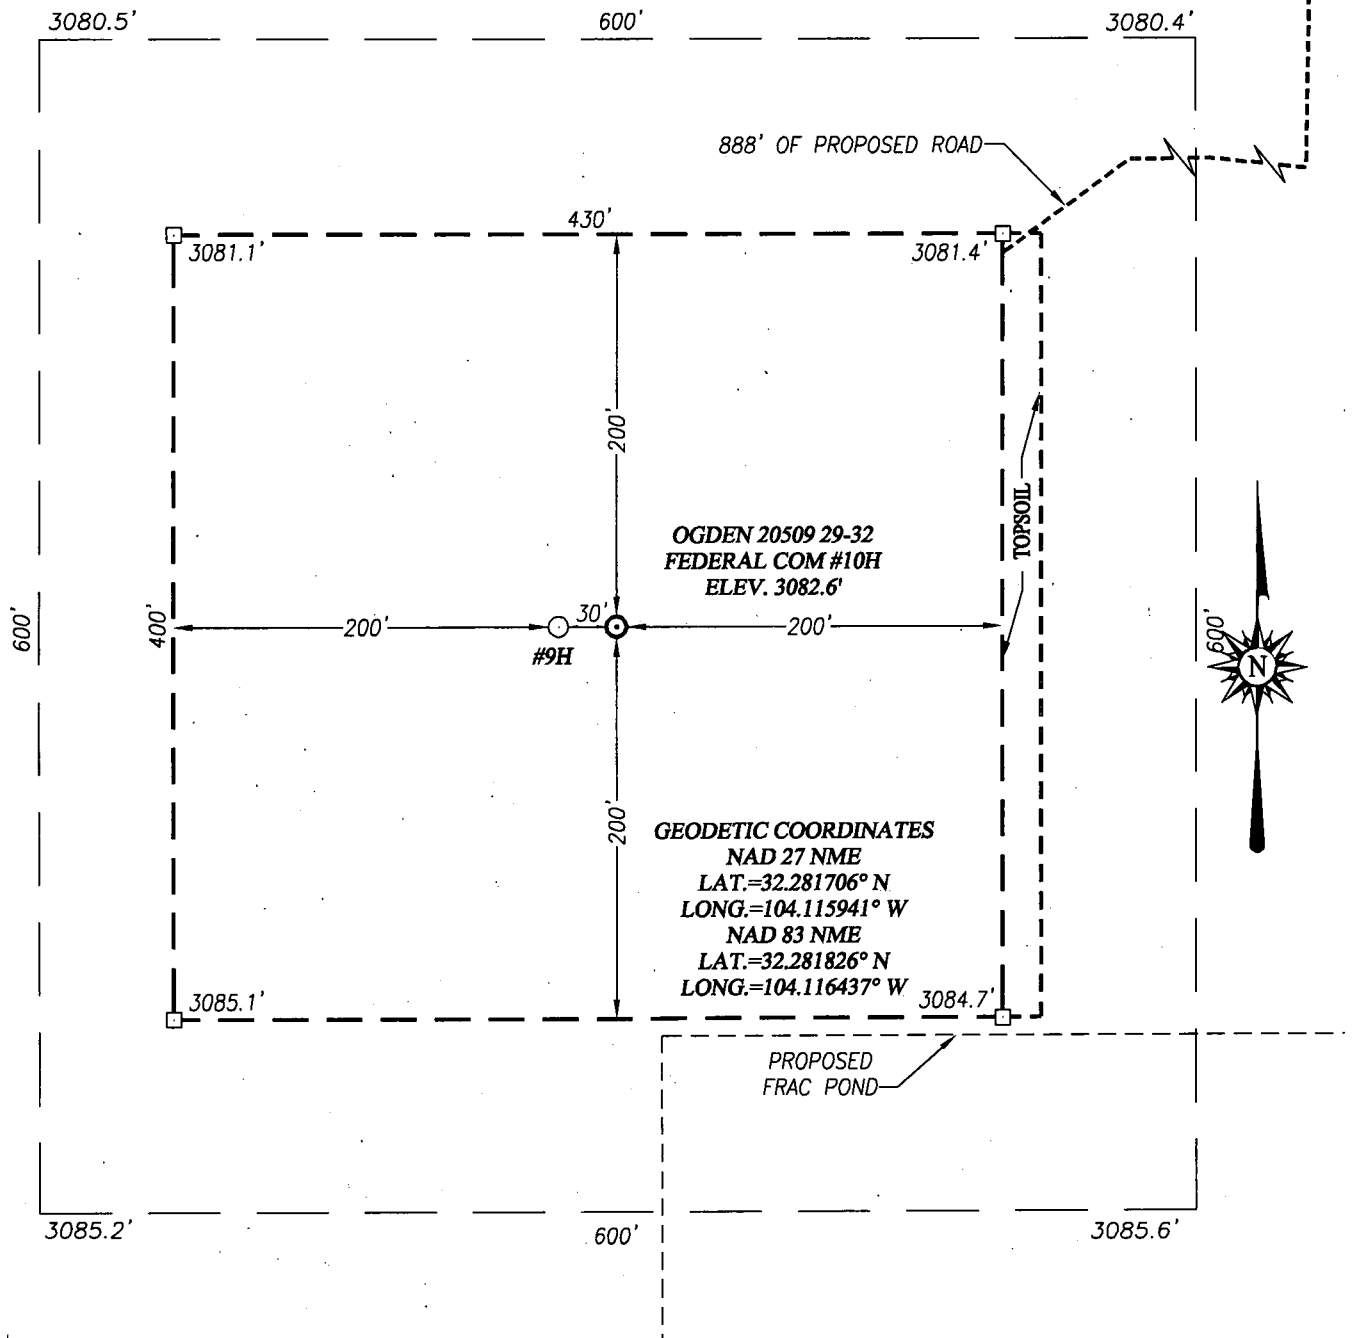 3080.5'
600'
3080.4'
888' OF PROPOSED ROAD
430'
3081.1'
3081.4'
200'
TOPSOIL
OGDEN 20509 29-32
FEDERAL COM #10H
ELEV. 3082.6'
600'
400'
200'
30'
200'
600'
#9H
N
200'
GEODETIC COORDINATES
NAD 27 NME
LAT.=32.281706° N
LONG.=104.115941° W
NAD 83 NME
LAT.=32.281826° N
LONG.=104.116437° W
3085.1'
3084.7'
PROPOSED
FRAC POND
3085.2'
600'
3085.6'